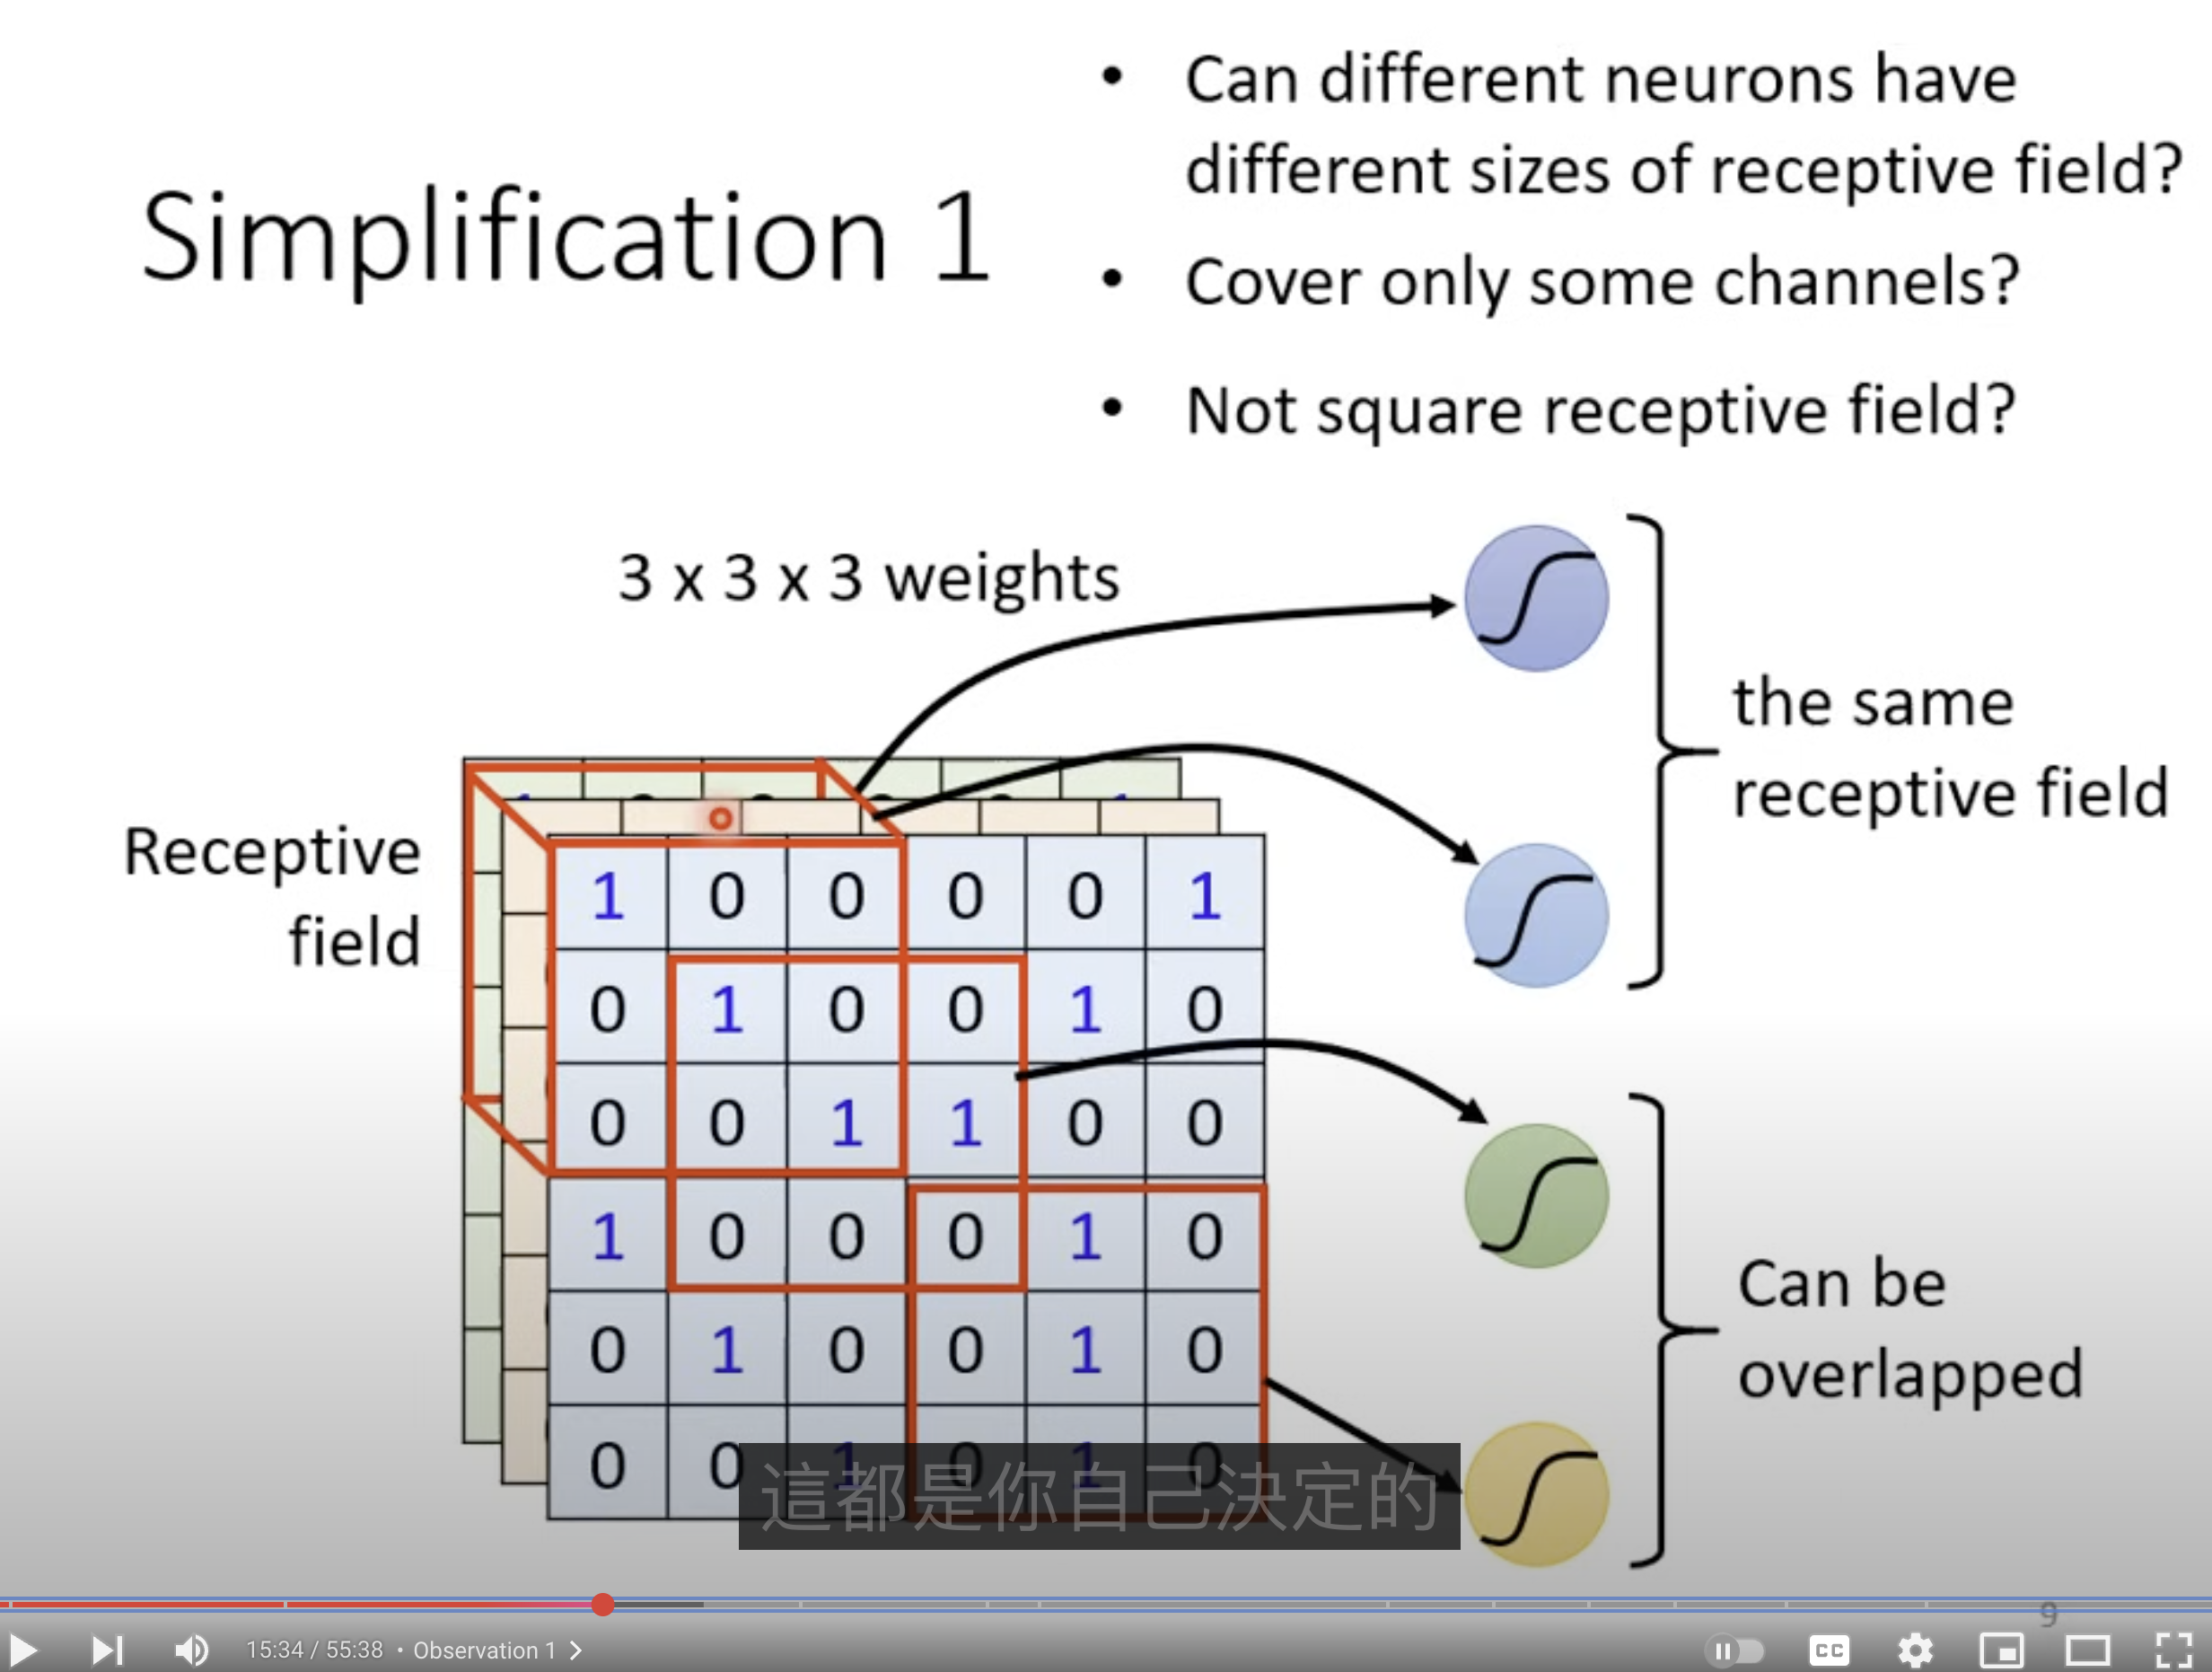 Simplification 1
• Can different neurons have
different sizes of receptive field?
• Cover only some channels?
• Not square receptive field?
3 x 3 x 3 weights
the same
receptive field
Receptive
field
1 0 0 0 0 1
0 1 0 0 1 0
0 0 1 1 0 0
1 0 0 0 1 0
0 1 0 0 1 0
0 0 1 0 1 0
Can be
overlapped
這都是你自己決定的
9
15:34 / 55:38 • Observation 1
CC